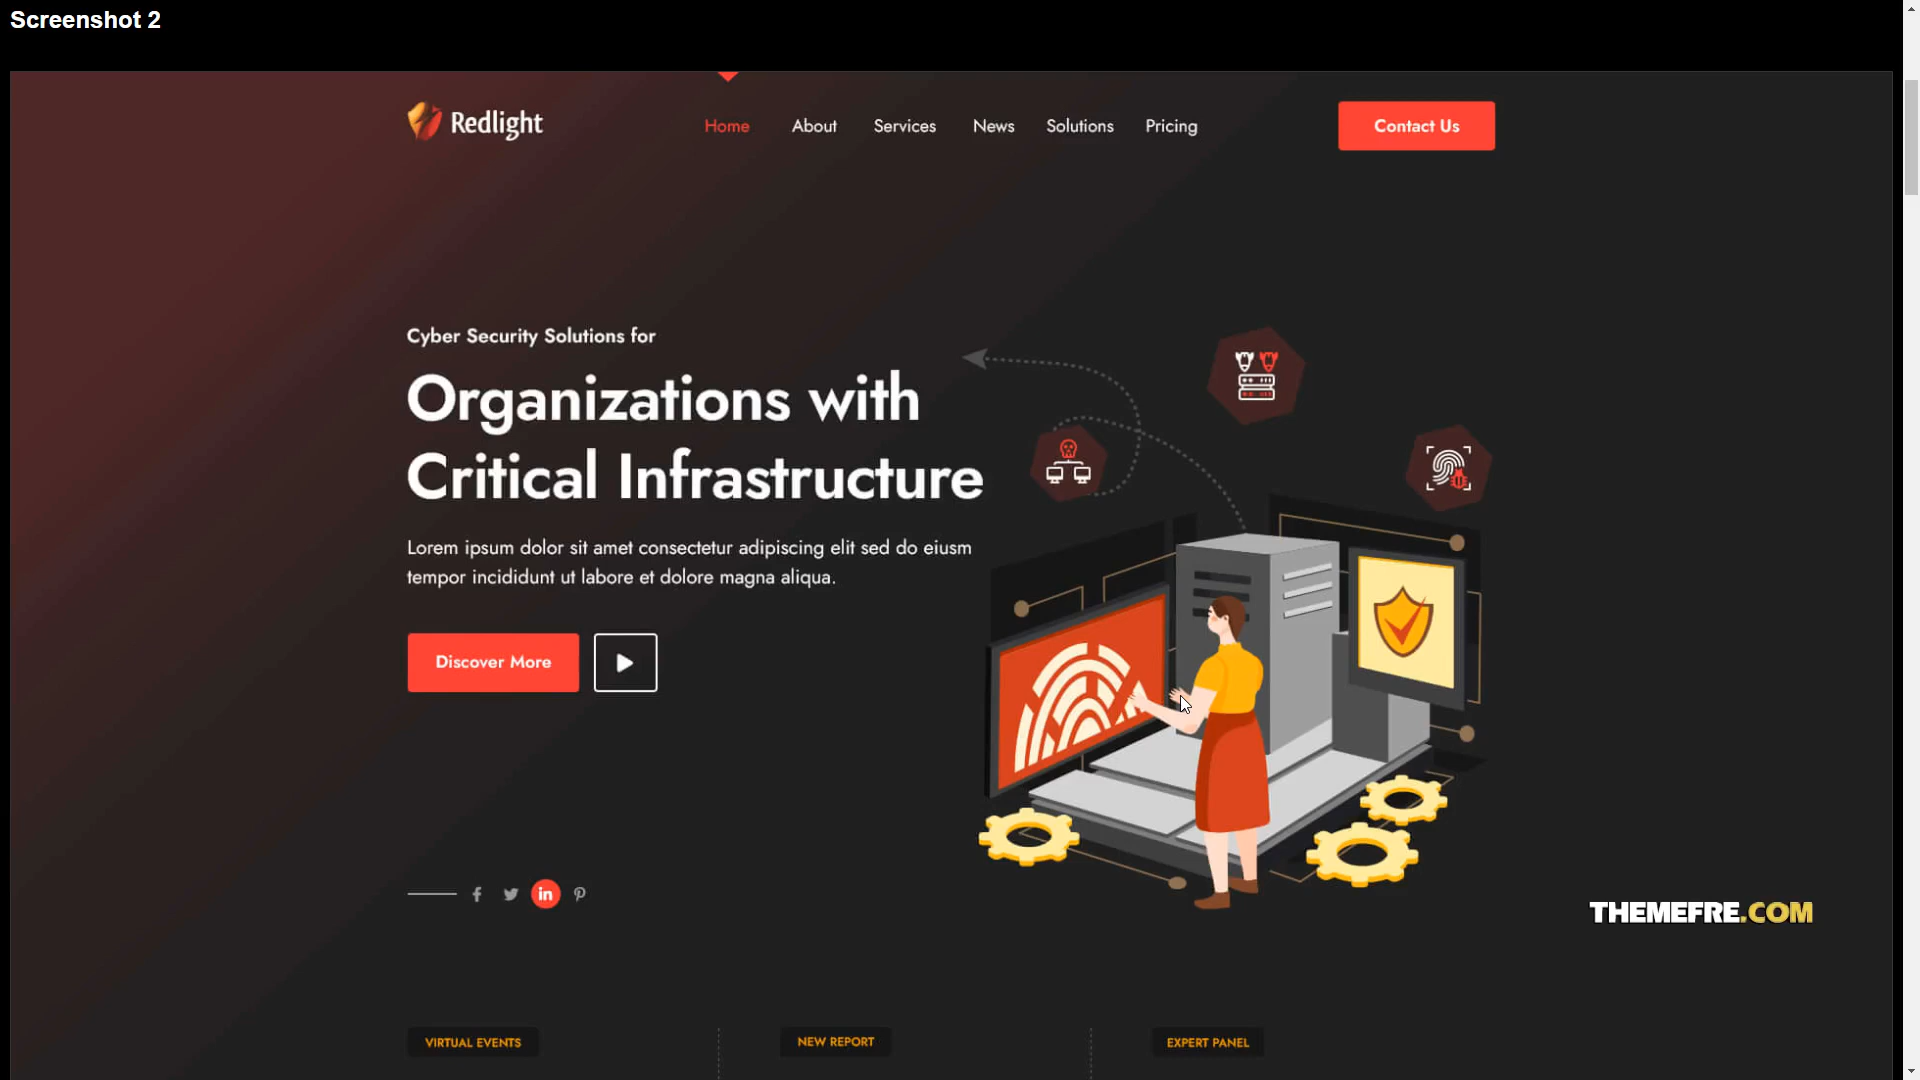 Screenshot 2
Redlight
Home About Services News Solutions Pricing
Contact Us
Cyber Security Solutions for
Organizations with
Critical Infrastructure
Lorem ipsum dolor sit amet consectetur adipiscing elit sed do eiusm
tempor incididunt ut labore et dolore magna aliqua.
Discover More
in
THEMEFRE.COM
VIRTUAL EVENTS
NEW REPORT
EXPERT PANEL